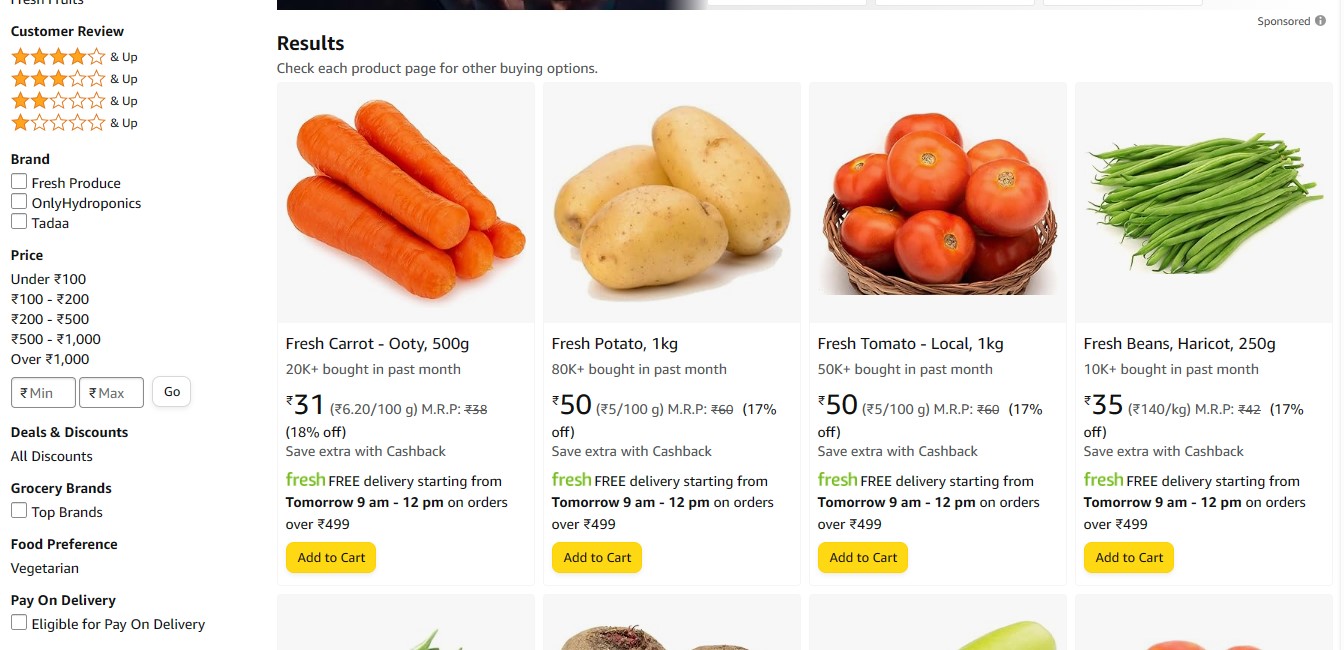 Fresh Fruits
Customer Review
& Up
& Up
& Up
& Up
Brand
Fresh Produce
OnlyHydroponics
Tadaa
Price
Under ₹100
₹100 - ₹200
₹200 - ₹500
₹500 - ₹1,000
Over ₹1,000
₹ Min ₹ Max Go
Deals & Discounts
All Discounts
Grocery Brands
Top Brands
Food Preference
Vegetarian
Pay On Delivery
Eligible for Pay On Delivery
Sponsored
Results
Check each product page for other buying options.
Fresh Carrot - Ooty, 500g
20K+ bought in past month
₹31 (₹6.20/100 g) M.R.P: ₹38
(18% off)
Save extra with Cashback
fresh FREE delivery starting from
Tomorrow 9 am - 12 pm on orders
over ₹499
Add to Cart
Fresh Potato, 1kg
80K+ bought in past month
₹50 (₹5/100 g) M.R.P: ₹60 (17%
off)
Save extra with Cashback
fresh FREE delivery starting from
Tomorrow 9 am - 12 pm on orders
over ₹499
Add to Cart
Fresh Tomato - Local, 1kg
50K+ bought in past month
₹50 (₹5/100 g) M.R.P: ₹60 (17%
off)
Save extra with Cashback
fresh FREE delivery starting from
Tomorrow 9 am - 12 pm on orders
over ₹499
Add to Cart
Fresh Beans, Haricot, 250g
10K+ bought in past month
₹35 (₹140/kg) M.R.P: ₹42 (17%
off)
Save extra with Cashback
fresh FREE delivery starting from
Tomorrow 9 am - 12 pm on orders
over ₹499
Add to Cart